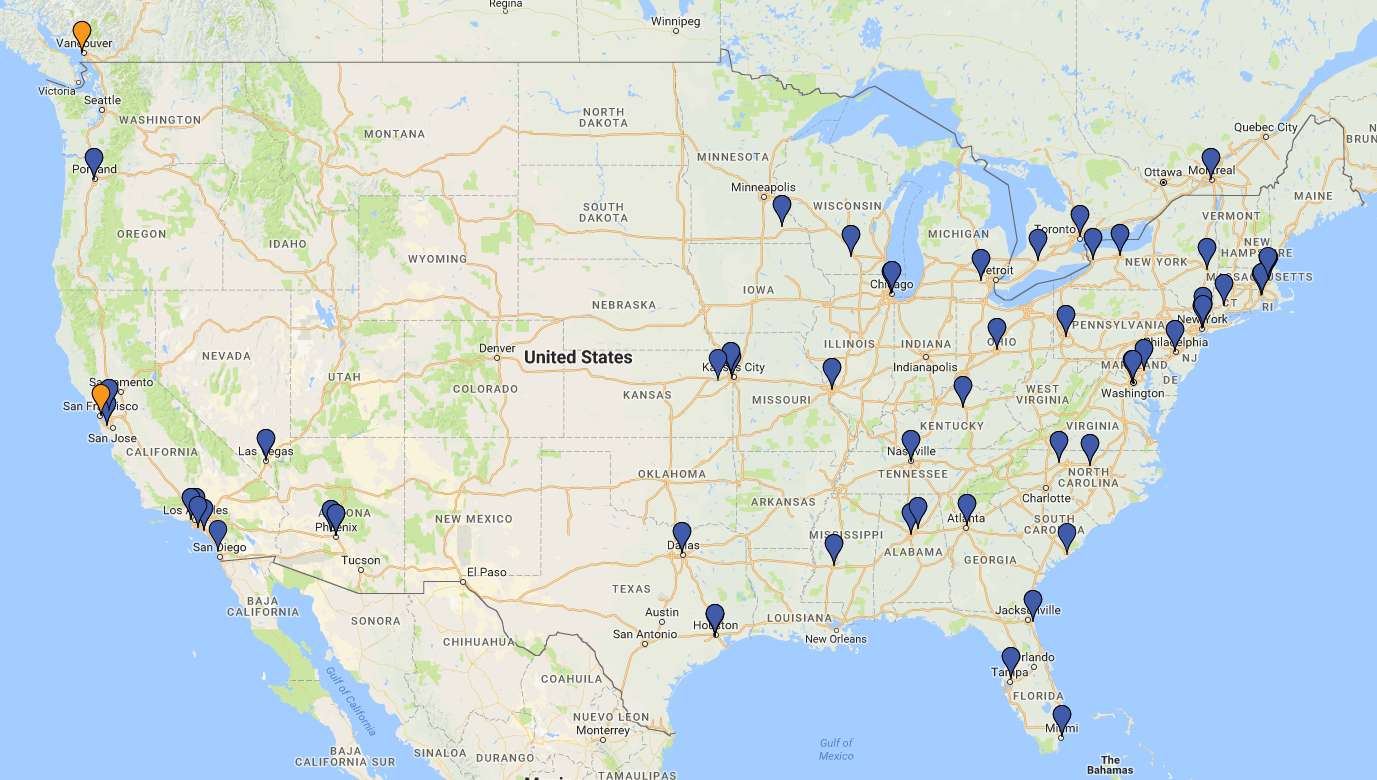 Regina
Winnipeg
Vancouver
Victoria
Seattle
WASHINGTON
NORTH
DAKOTA
MONTANA
Quebec City
MINNESOTA
Ottawa
Montreal
Portland
Minneapolis
MAINE
SOUTH
DAKOTA
WISCONSIN
VERMONT
OREGON
IDAHO
MICHIGAN
Toronto
NEW
HAMPSHIRE
WYOMING
NEW YORK
Detroit
MASSACHUSETTS
Chicago
IOWA
CT
RI
NEBRASKA
New York
PENNSYLVANIA
NEVADA
Denver
United States
ILLINOIS
INDIANA
OHIO
Philadelphia
NJ
UTAH
Kansas City
Indianapolis
MARYLAND
DE
Sacramento
COLORADO
KANSAS
MISSOURI
WEST
VIRGINIA
Washington
San Francisco
San Jose
KENTUCKY
VIRGINIA
CALIFORNIA
Las Vegas
Nashville
OKLAHOMA
TENNESSEE
NORTH
CAROLINA
ARKANSAS
Charlotte
Los Angeles
ARIZONA
Phoenix
NEW MEXICO
Atlanta
SOUTH
CAROLINA
MISSISSIPPI
San Diego
Dallas
ALABAMA
GEORGIA
Tucson
El Paso
TEXAS
BAJA
CALIFORNIA
SONORA
Austin
Jacksonville
LOUISIANA
Houston
San Antonio
New Orleans
CHIHUAHUA
Orlando
Tampa
COAHUILA
Gulf of California
FLORIDA
NUEVO LEON
Monterrey
Miami
BAJA
CALIFORNIA SUR
SINALOA
DURANGO
Gulf of
Mexico
The
Bahamas
TAMAULIPAS